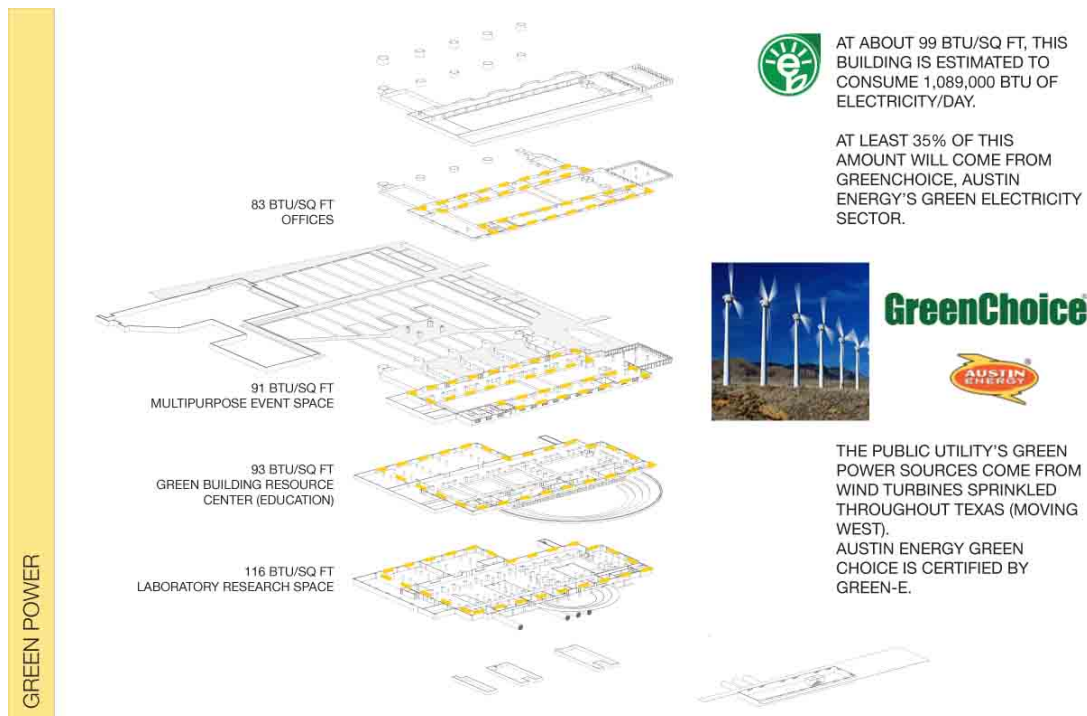 GREEN POWER
83 BTU/SQ FT
OFFICES
91 BTU/SQ FT
MULTIPURPOSE EVENT SPACE
93 BTU/SQ FT
GREEN BUILDING RESOURCE
CENTER (EDUCATION)
116 BTU/SQ FT
LABORATORY RESEARCH SPACE
e
AT ABOUT 99 BTU/SQ FT, THIS
BUILDING IS ESTIMATED TO
CONSUME 1,089,000 BTU OF
ELECTRICITY/DAY.
AT LEAST 35% OF THIS
AMOUNT WILL COME FROM
GREENCHOICE, AUSTIN
ENERGY'S GREEN ELECTRICITY
SECTOR.
GreenChoice®
AUSTIN
ENERGY®
THE PUBLIC UTILITY'S GREEN
POWER SOURCES COME FROM
WIND TURBINES SPRINKLED
THROUGHOUT TEXAS (MOVING
WEST).
AUSTIN ENERGY GREEN
CHOICE IS CERTIFIED BY
GREEN-E.